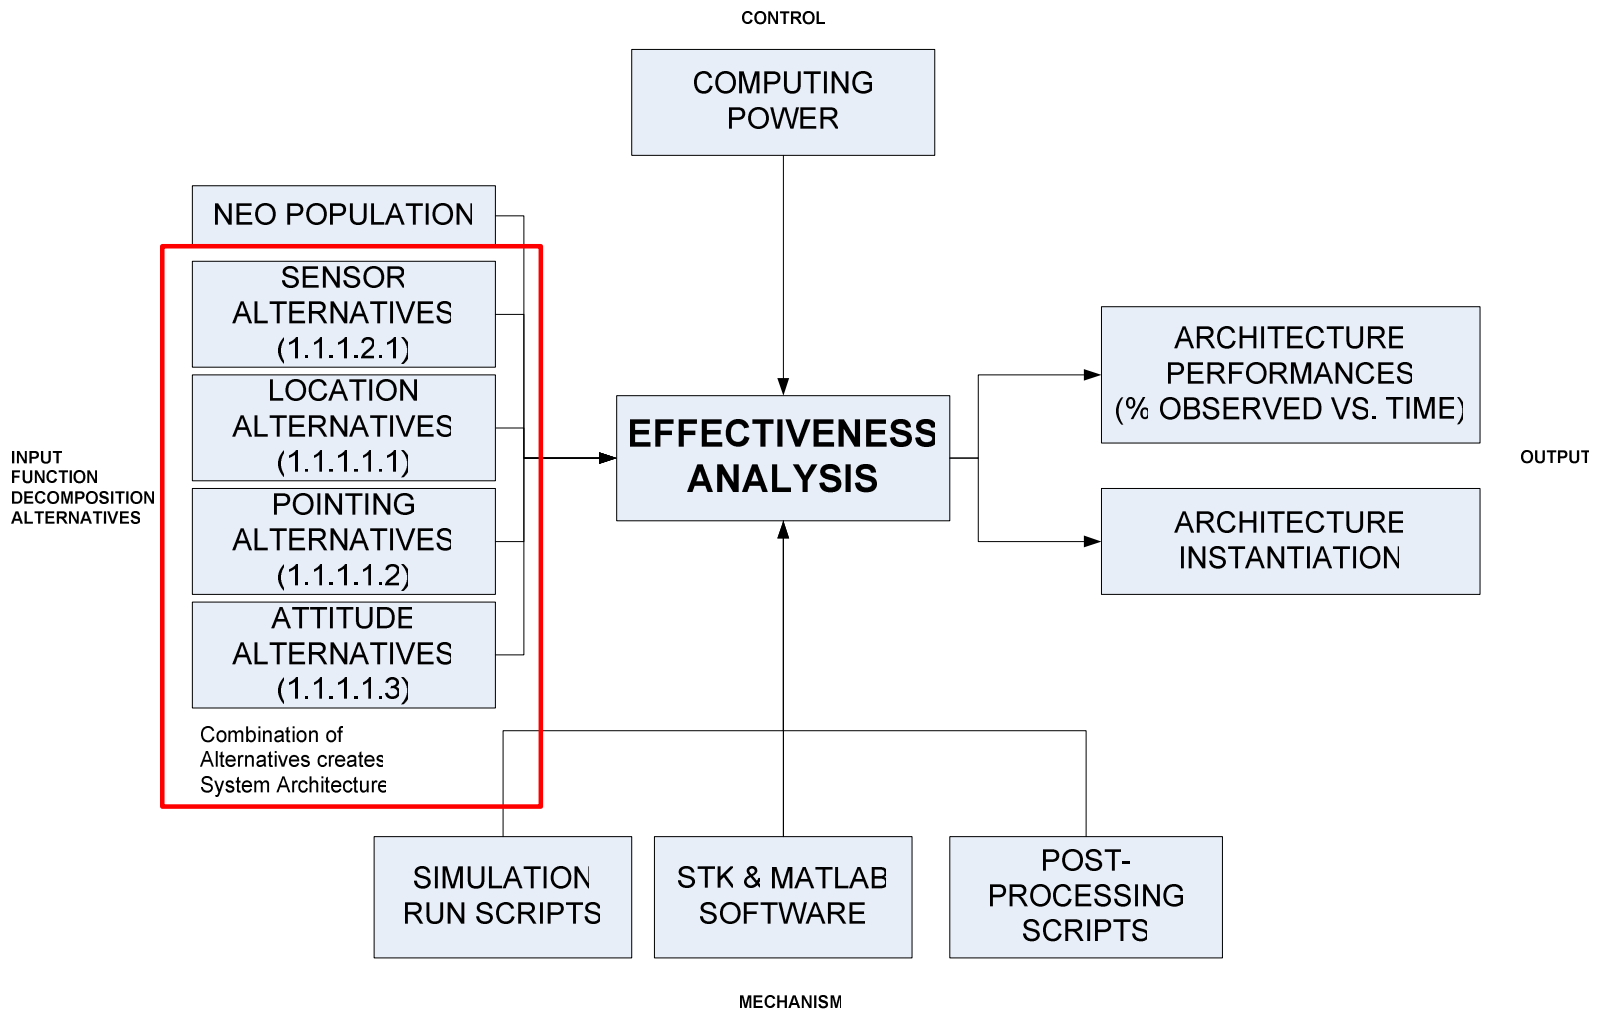 CONTROL
COMPUTING
POWER
NEO POPULATION
SENSOR
ALTERNATIVES
(1.1.1.2.1)
LOCATION
ALTERNATIVES
(1.1.1.1.1)
POINTING
ALTERNATIVES
(1.1.1.1.2)
ATTITUDE
ALTERNATIVES
(1.1.1.1.3)
Combination of
Alternatives creates
System Architecture
INPUT
FUNCTION
DECOMPOSITION
ALTERNATIVES
EFFECTIVENESS
ANALYSIS
ARCHITECTURE
PERFORMANCES
(% OBSERVED VS. TIME)
ARCHITECTURE
INSTANTIATION
OUTPUT
SIMULATION
RUN SCRIPTS
STK & MATLAB
SOFTWARE
POST-
PROCESSING
SCRIPTS
MECHANISM